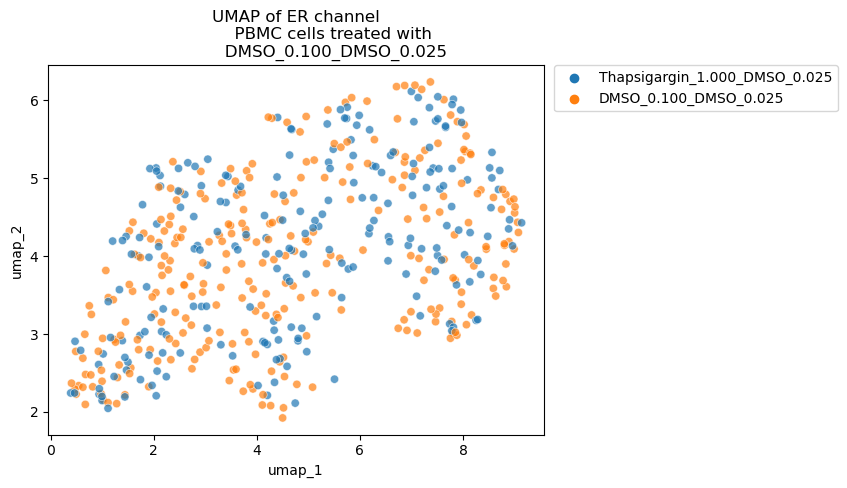 UMAP of ER channel
PBMC cells treated with
DMSO_0.100_DMSO_0.025
Thapsigargin_1.000_DMSO_0.025
DMSO_0.100_DMSO_0.025
umap_2
6
5
4
3
2
0
2
4
6
8
umap_1